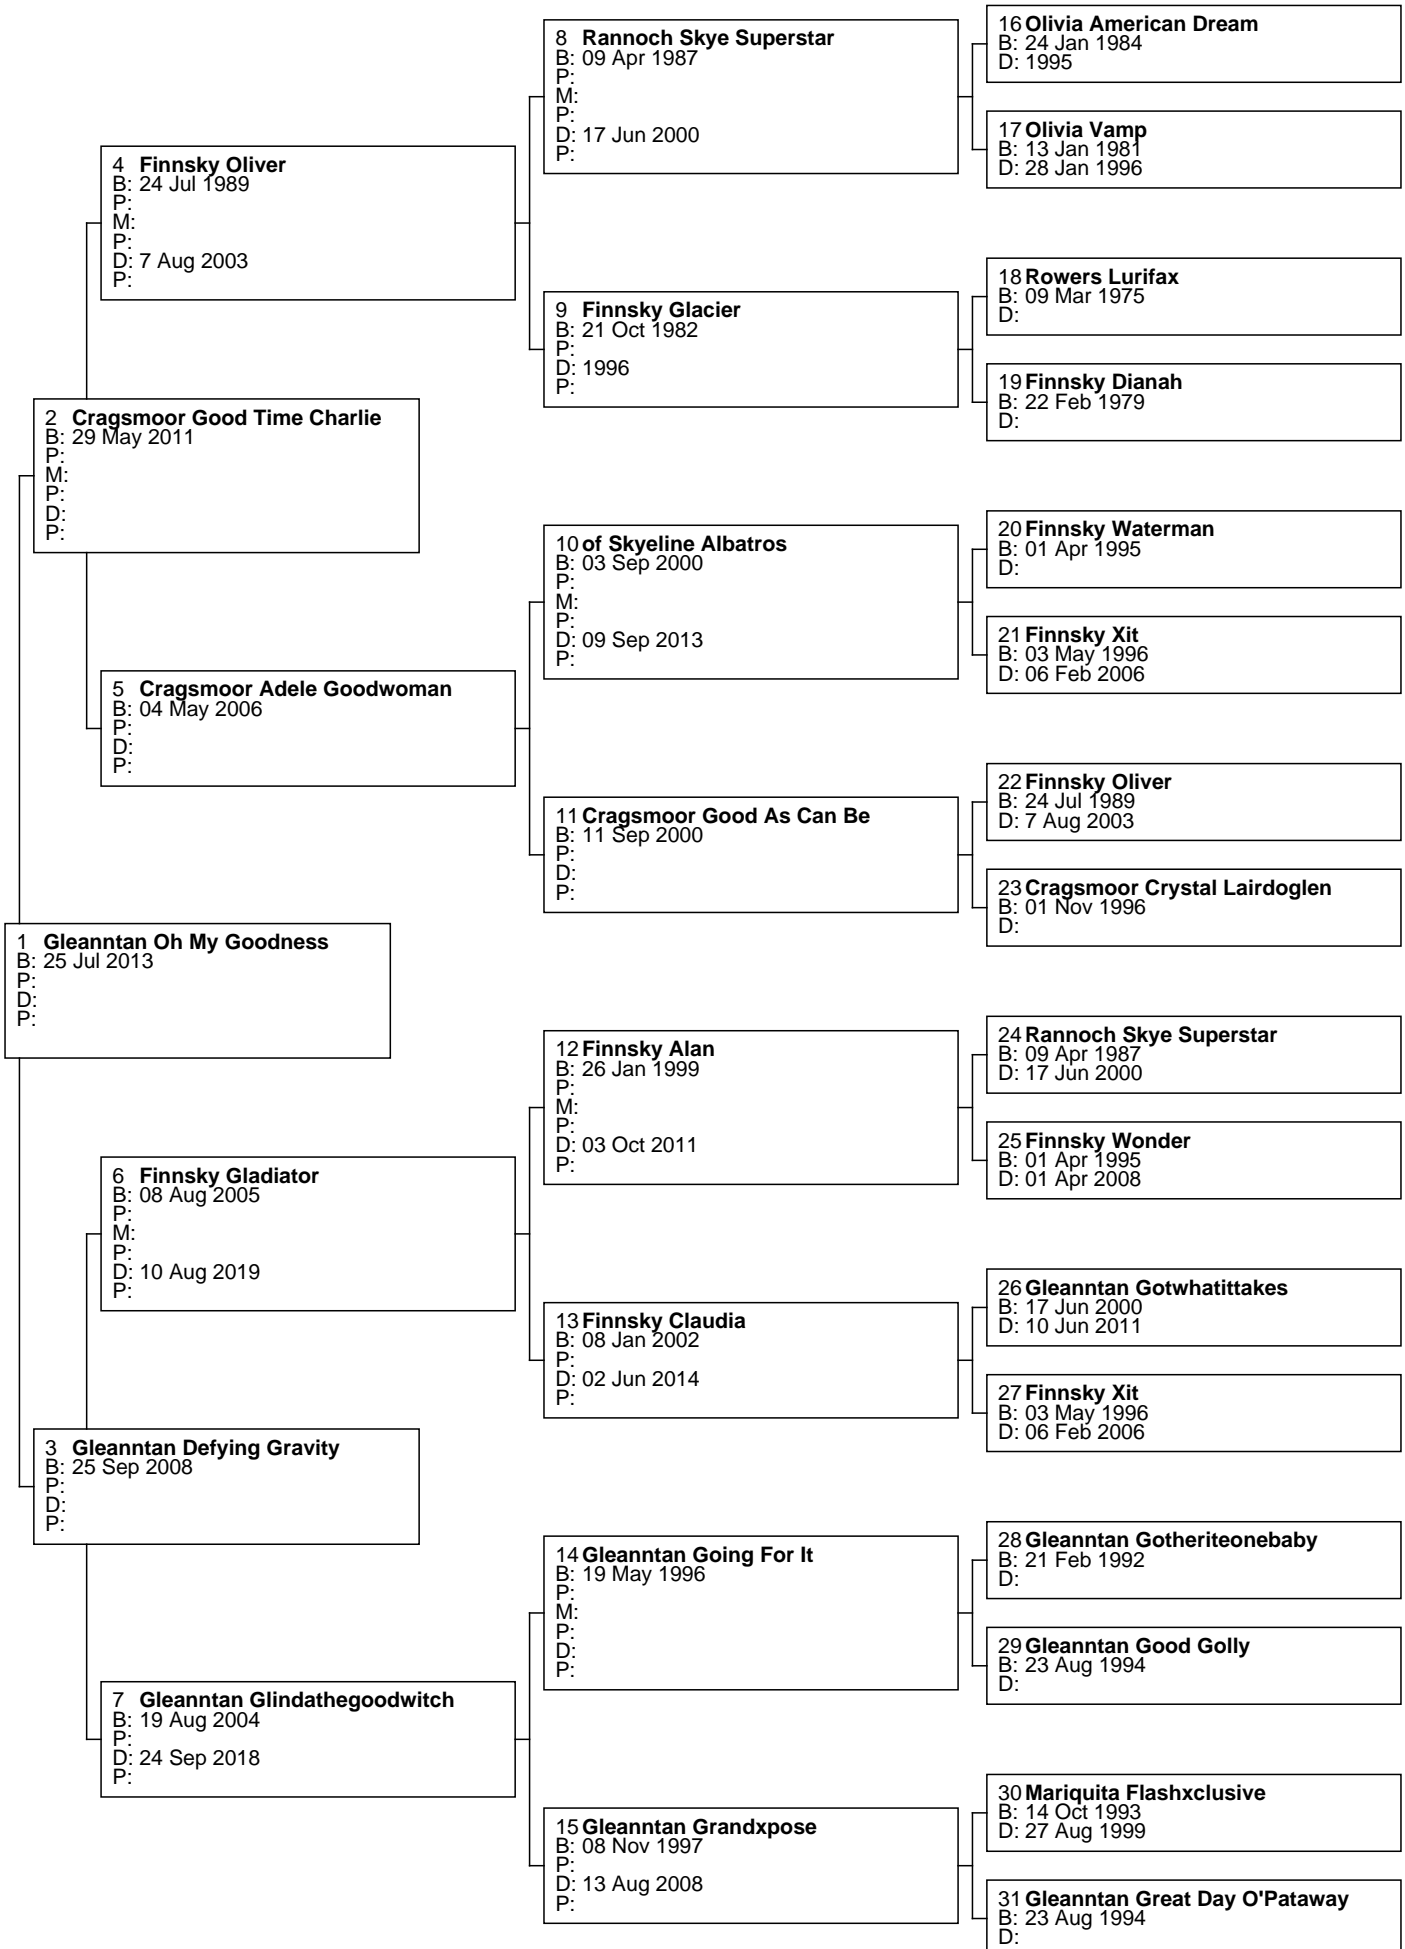 1 Gleanntan Oh My Goodness
B: 25 Jul 2013
P:
D:
P:
2 Cragsmoor Good Time Charlie
B: 29 May 2011
P:
M:
P:
D:
P:
3 Gleanntan Defying Gravity
B: 25 Sep 2008
P:
D:
P:
4 Finnsky Oliver
B: 24 Jul 1989
P:
M:
P:
D: 7 Aug 2003
P:
5 Cragsmoor Adele Goodwoman
B: 04 May 2006
P:
D:
P:
6 Finnsky Gladiator
B: 08 Aug 2005
P:
M:
P:
D: 10 Aug 2019
P:
7 Gleanntan Glindathegoodwitch
B: 19 Aug 2004
P:
D: 24 Sep 2018
P:
8 Rannoch Skye Superstar
B: 09 Apr 1987
P:
M:
P:
D: 17 Jun 2000
P:
9 Finnsky Glacier
B: 21 Oct 1982
P:
D: 1996
P:
10 of Skyeline Albatros
B: 03 Sep 2000
P:
M:
P:
D: 09 Sep 2013
P:
11 Cragsmoor Good As Can Be
B: 11 Sep 2000
P:
D:
P:
12 Finnsky Alan
B: 26 Jan 1999
P:
M:
P:
D: 03 Oct 2011
P:
13 Finnsky Claudia
B: 08 Jan 2002
P:
D: 02 Jun 2014
P:
14 Gleanntan Going For It
B: 19 May 1996
P:
M:
P:
D:
P:
15 Gleanntan Grandxpose
B: 08 Nov 1997
P:
D: 13 Aug 2008
P:
16 Olivia American Dream
B: 24 Jan 1984
D: 1995
17 Olivia Vamp
B: 13 Jan 1981
D: 28 Jan 1996
18 Rowers Lurifax
B: 09 Mar 1975
D:
19 Finnsky Dianah
B: 22 Feb 1979
D:
20 Finnsky Waterman
B: 01 Apr 1995
D:
21 Finnsky Xit
B: 03 May 1996
D: 06 Feb 2006
22 Finnsky Oliver
B: 24 Jul 1989
D: 7 Aug 2003
23 Cragsmoor Crystal Lairdoglen
B: 01 Nov 1996
D:
24 Rannoch Skye Superstar
B: 09 Apr 1987
D: 17 Jun 2000
25 Finnsky Wonder
B: 01 Apr 1995
D: 01 Apr 2008
26 Gleanntan Gotwhatittakes
B: 17 Jun 2000
D: 10 Jun 2011
27 Finnsky Xit
B: 03 May 1996
D: 06 Feb 2006
28 Gleanntan Gotheriteonebaby
B: 21 Feb 1992
D:
29 Gleanntan Good Golly
B: 23 Aug 1994
D:
30 Mariquita Flashxclusive
B: 14 Oct 1993
D: 27 Aug 1999
31 Gleanntan Great Day O'Pataway
B: 23 Aug 1994
D: